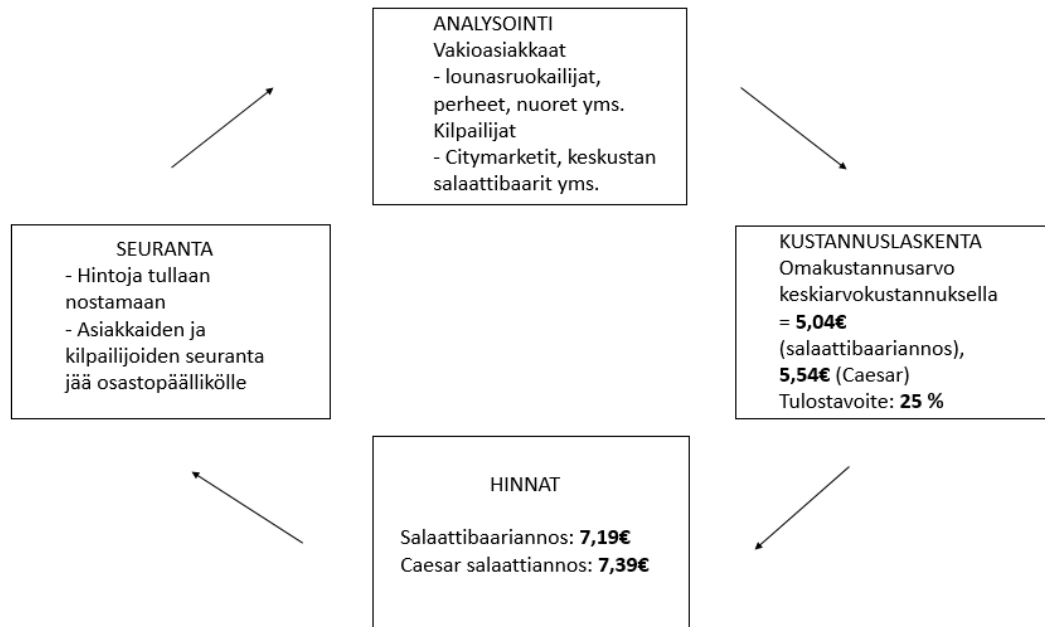 ANALYSOINTI
Vakioasiakkaat
- lounasruokailijat,
perheet, nuoret yms.
Kilpailijat
- Citymarketit, keskustan
salaattibaarit yms.
KUSTANNUSLASKENTA
Omakustannusarvo
keskiarvokustannuksella
= 5,04€
(salaattibaariannos),
5,54€ (Caesar)
Tulostavoite: 25 %
HINNAT
Salaattibaariannos: 7,19€
Caesar salaattiannos: 7,39€
SEURANTA
- Hintoja tullaan
nostamaan
- Asiakkaiden ja
kilpailijoiden seuranta
jää osastopäällikölle